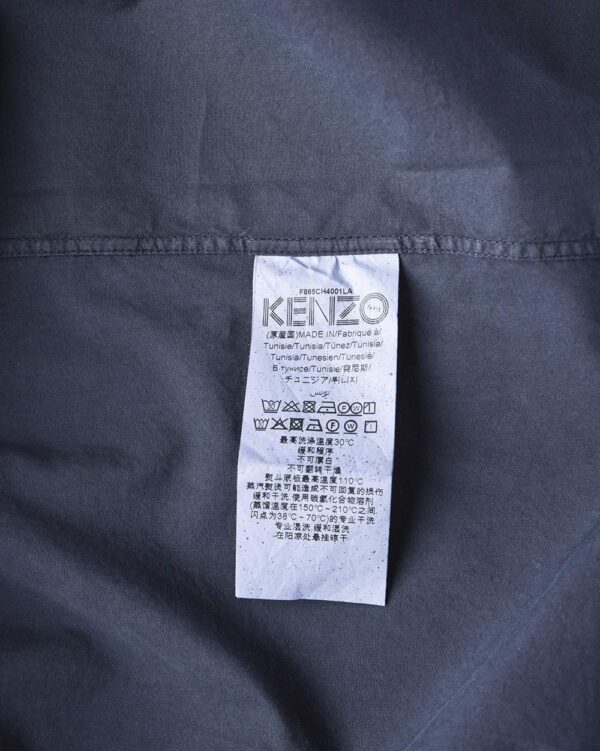 F865CH4001LA
KENZO
PARIS
(原産国)MADE IN/Fabriqué à/
Tunisie/Tunisia/Túnez/Tunisia/
Tunisia/Tunesien/Tunesië/
В тунисе/Tunísia/突尼斯/
チュニジア/튀니지/
تونس
最高洗涤温度30℃
缓和程序
不可漂白
不可翻转干燥
熨斗底板最高温度110℃
蒸汽熨烫可能造成不可回复的损伤
缓和干洗,使用碳氢化合物溶剂
(蒸馏温度在150℃~210℃之间,
闪点为38℃~70℃)的专业干洗
专业湿洗,缓和湿洗
在阴凉处悬挂晾干